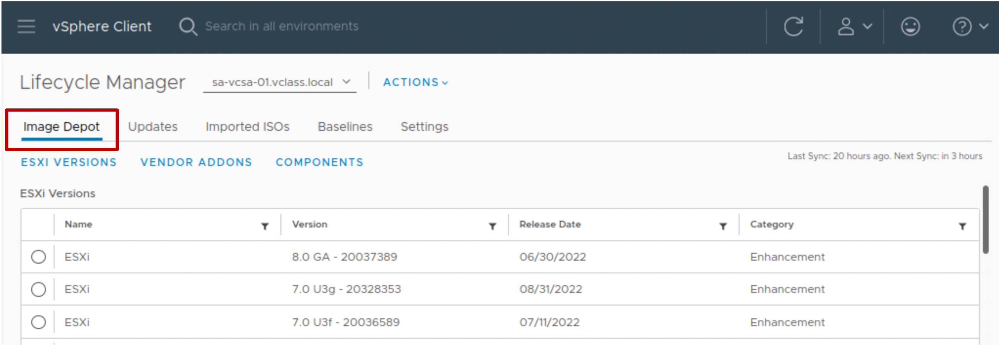 vSphere Client Search in all environments
Lifecycle Manager sa-vcsa-01.vclass.local ACTIONS
Image Depot Updates Imported ISOs Baselines Settings
Last Sync: 20 hours ago. Next Sync: in 3 hours
ESXI VERSIONS VENDOR ADDONS COMPONENTS
ESXi Versions
Name Version Release Date Category
ESXi 8.0 GA - 20037389 06/30/2022 Enhancement
ESXi 7.0 U3g - 20328353 08/31/2022 Enhancement
ESXi 7.0 U3f - 20036589 07/11/2022 Enhancement